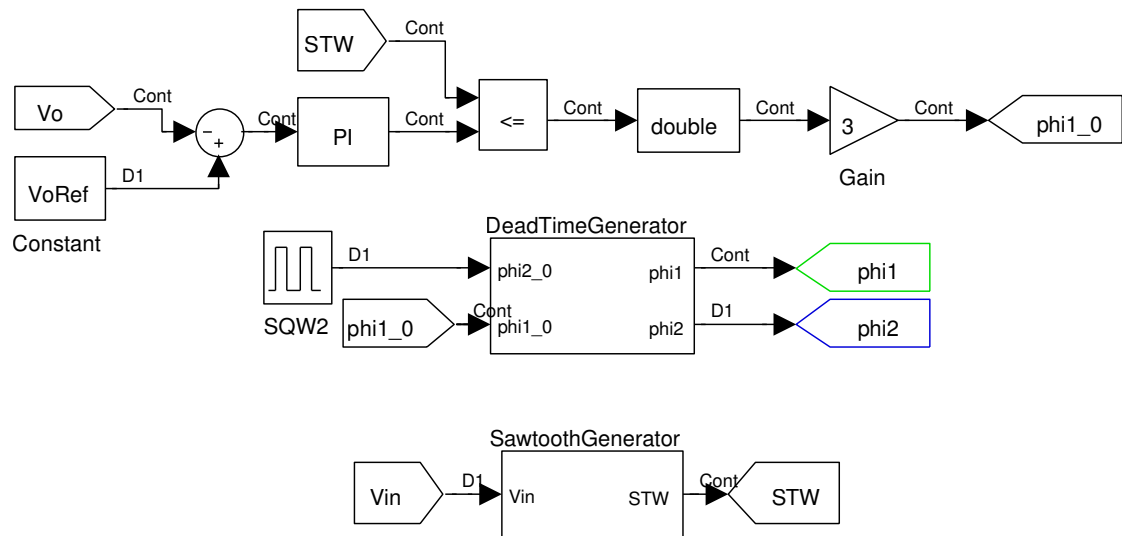 STW
Cont
Vo
Cont
−
+
Cont
PI
Cont
<=
Cont
double
Cont
3
Gain
Cont
phi1_0
VoRef
D1
Constant
DeadTimeGenerator
SQW2
D1
phi2_0
phi1_0
Cont
phi1_0
phi1
Cont
phi1
phi2
D1
phi2
SawtoothGenerator
Vin
D1
Vin
STW
Cont
STW